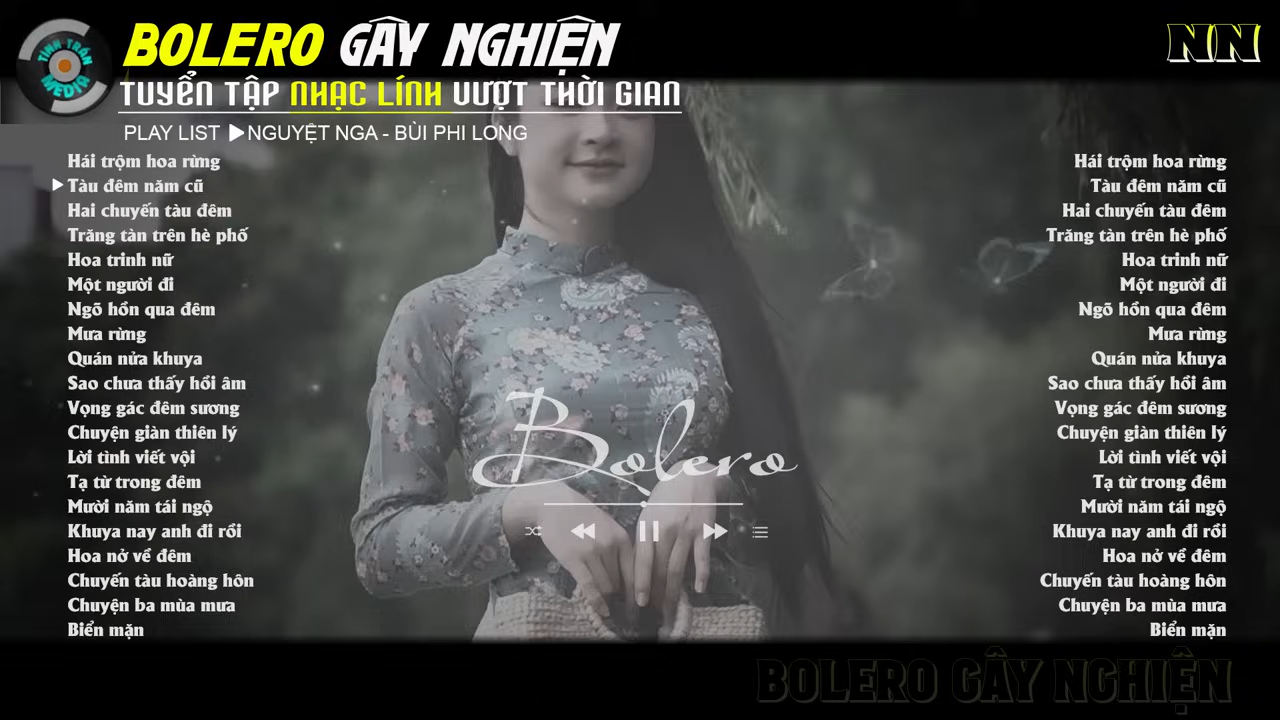 TÌNH TRẦN
MEDIA
BOLERO GÂY NGHIỆN
NN
TUYỂN TẬP NHẠC LÍNH VƯỢT THỜI GIAN
PLAY LIST ▶NGUYỆT NGA - BÙI PHI LONG
Hái trộm hoa rừng
Tàu đêm năm cũ
Hai chuyến tàu đêm
Trăng tàn trên hè phố
Hoa trinh nữ
Một người đi
Ngõ hồn qua đêm
Mưa rừng
Quán nửa khuya
Sao chưa thấy hồi âm
Vọng gác đêm sương
Chuyện giàn thiên lý
Lời tình viết vội
Tạ từ trong đêm
Mười năm tái ngộ
Khuya nay anh đi rồi
Hoa nở về đêm
Chuyến tàu hoàng hôn
Chuyện ba mùa mưa
Biển mặn
Bolero
Hái trộm hoa rừng
Tàu đêm năm cũ
Hai chuyến tàu đêm
Trăng tàn trên hè phố
Hoa trinh nữ
Một người đi
Ngõ hồn qua đêm
Mưa rừng
Quán nửa khuya
Sao chưa thấy hồi âm
Vọng gác đêm sương
Chuyện giàn thiên lý
Lời tình viết vội
Tạ từ trong đêm
Mười năm tái ngộ
Khuya nay anh đi rồi
Hoa nở về đêm
Chuyến tàu hoàng hôn
Chuyện ba mùa mưa
Biển mặn
BOLERO GÂY NGHIỆN